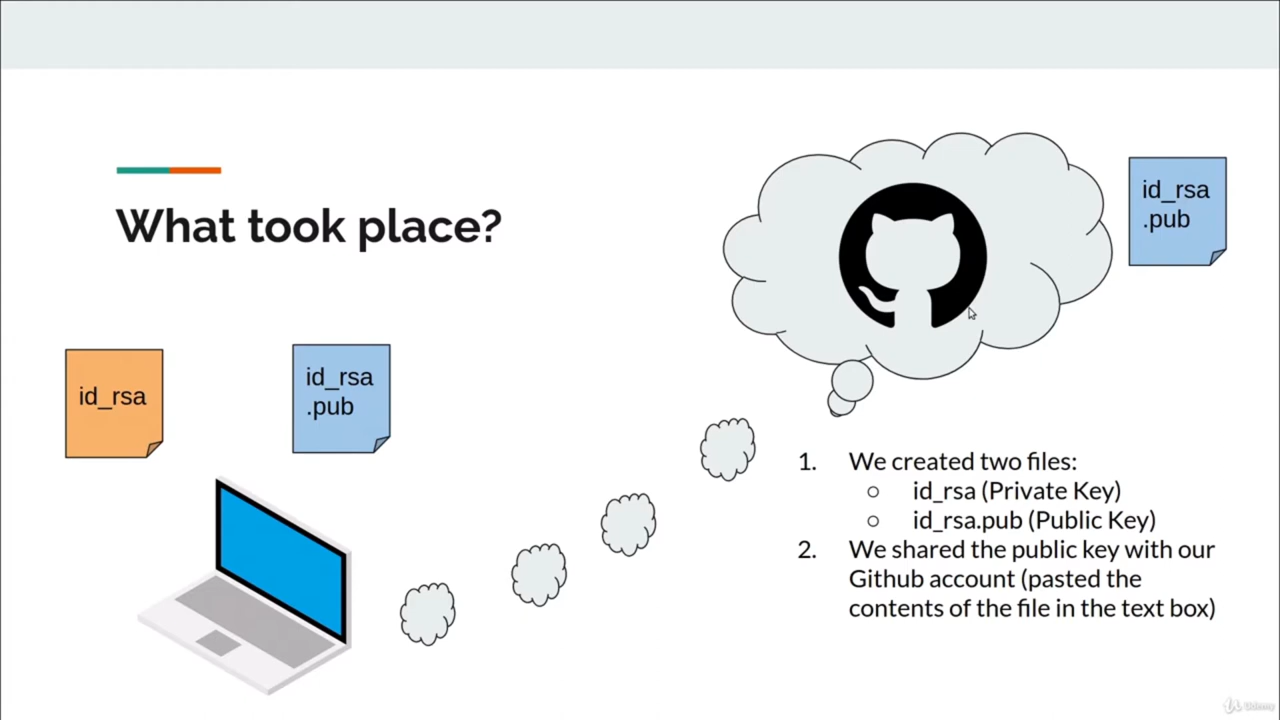 What took place?
id_rsa
.pub
id_rsa
id_rsa
.pub
1. We created two files:
○ id_rsa (Private Key)
○ id_rsa.pub (Public Key)
2. We shared the public key with our
Github account (pasted the
contents of the file in the text box)
Udemy